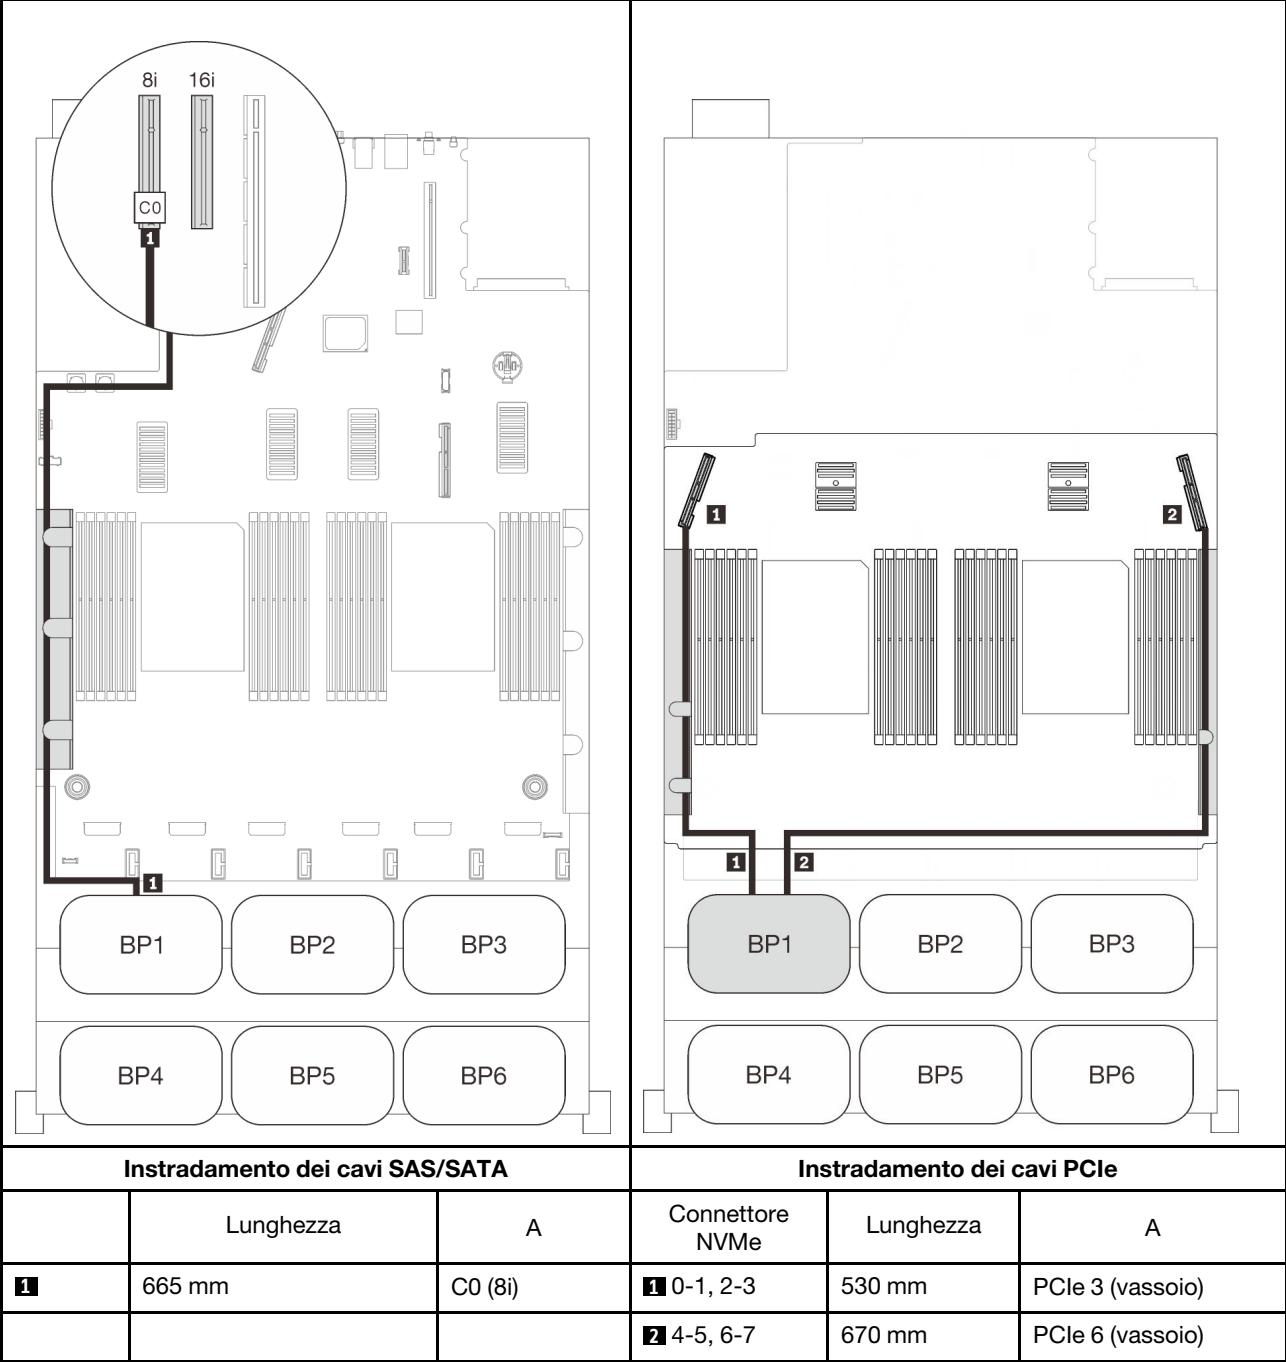 8i 16i
C0
1
1
BP1 BP2 BP3
BP4 BP5 BP6
1 2
1 2
BP1 BP2 BP3
BP4 BP5 BP6
Instradamento dei cavi SAS/SATA
Lunghezza A
1 665 mm C0 (8i)
Instradamento dei cavi PCIe
Connettore
NVMe Lunghezza A
1 0-1, 2-3 530 mm PCIe 3 (vassoio)
2 4-5, 6-7 670 mm PCIe 6 (vassoio)